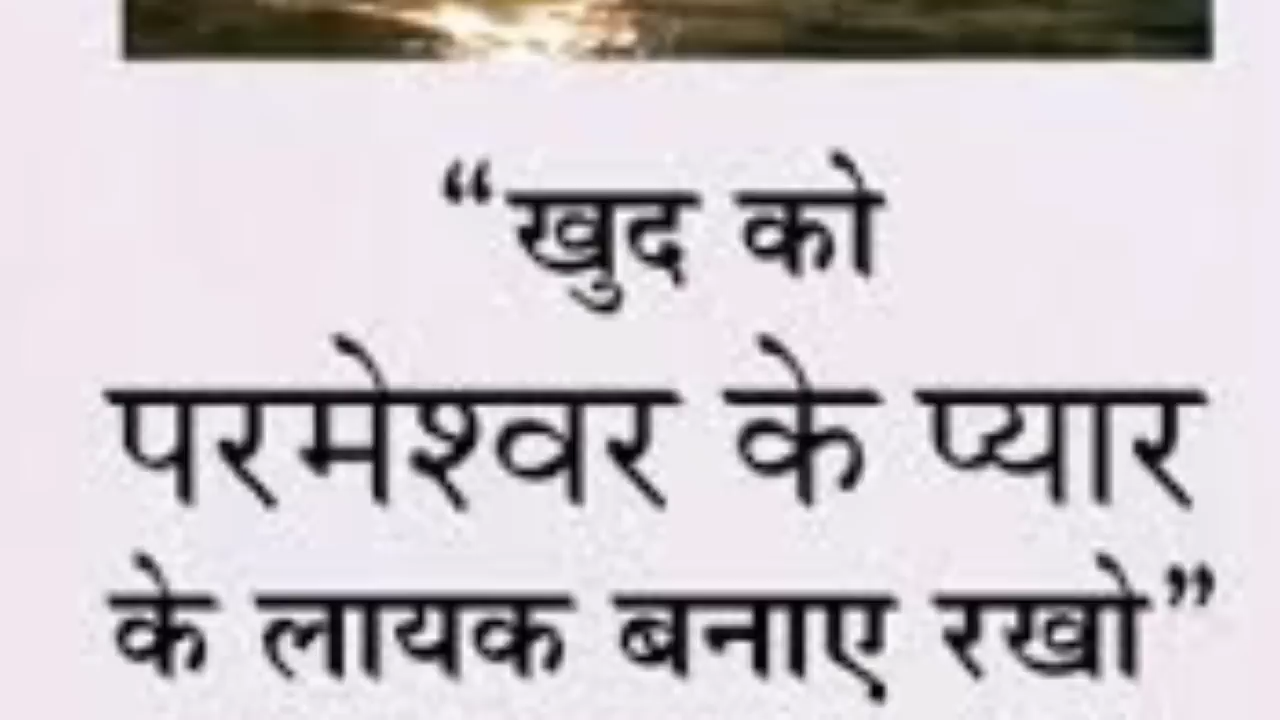 “खुद को
परमेश्वर के प्यार
के लायक बनाए रखो”